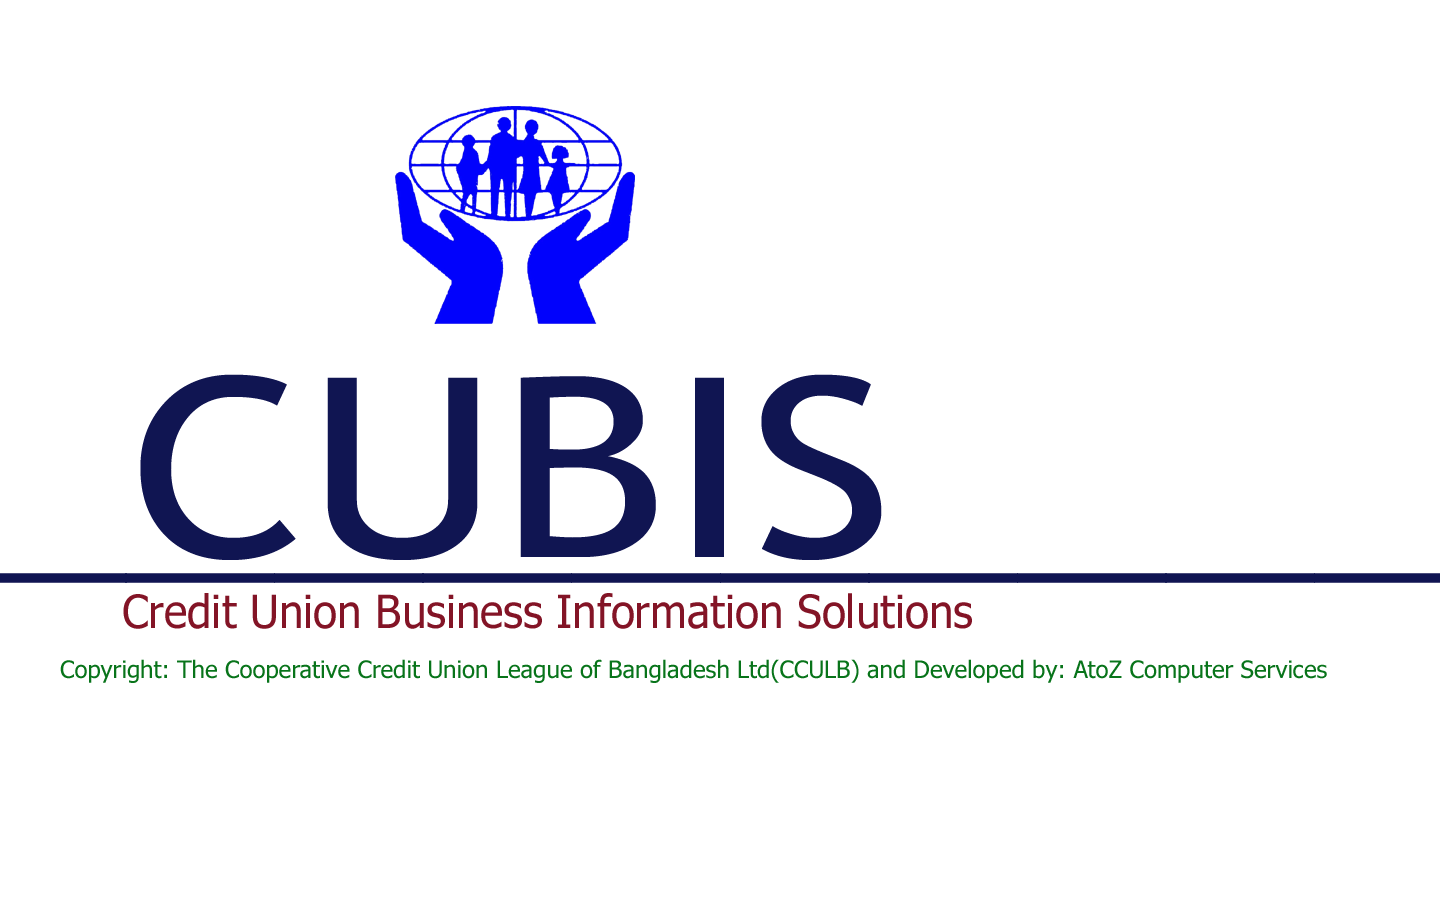 CUBIS
Credit Union Business Information Solutions
Copyright: The Cooperative Credit Union League of Bangladesh Ltd(CCULB) and Developed by: AtoZ Computer Services